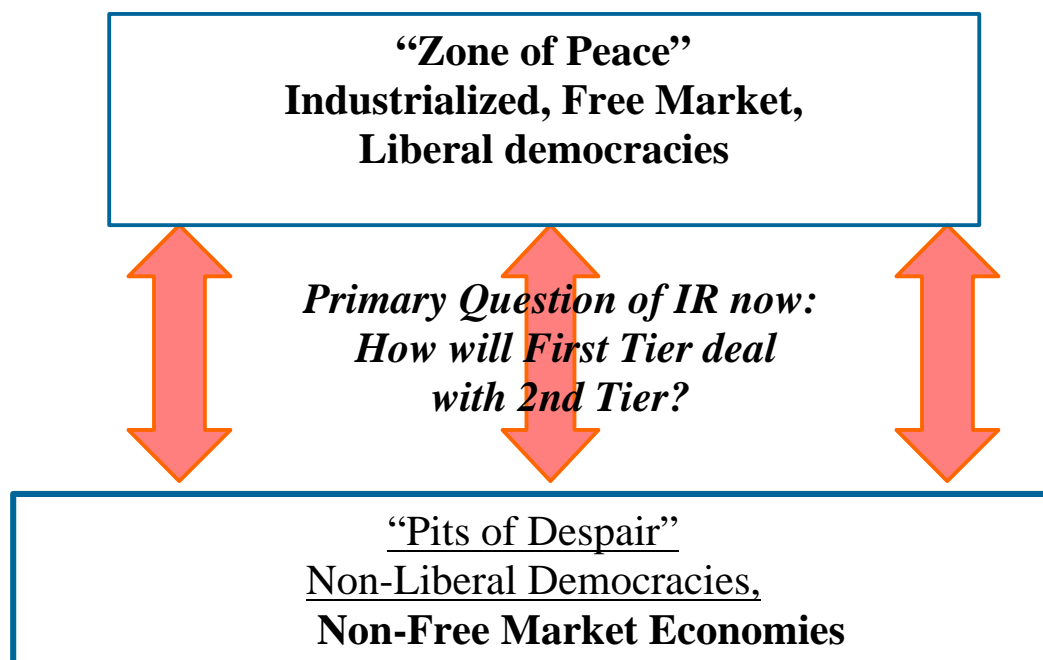 “Zone of Peace”
Industrialized, Free Market,
Liberal democracies
Primary Question of IR now:
How will First Tier deal
with 2nd Tier?
“Pits of Despair”
Non-Liberal Democracies,
Non-Free Market Economies